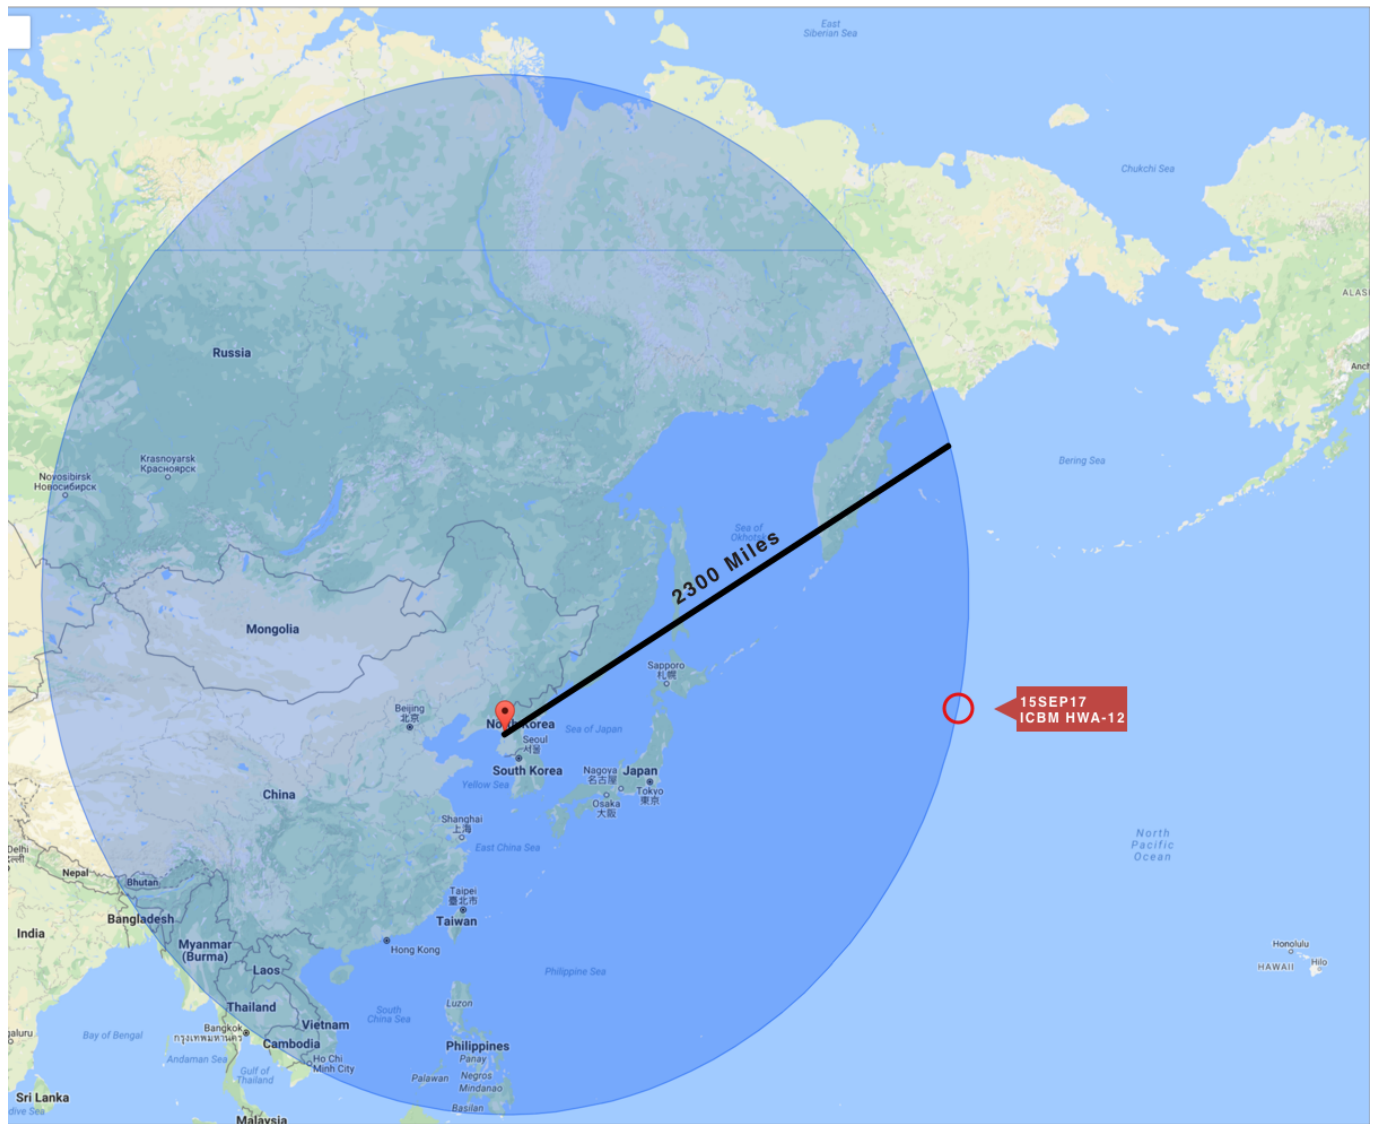 East
Siberian Sea
Chukchi Sea
Russia
Krasnoyarsk
Красноярск
Novosibirsk
Новосибирск
Bering Sea
Sea of
Okhotsk
2300 Miles
Mongolia
Sapporo
札幌
15SEP17
ICBM HWA-12
Beijing
北京
North Korea
Sea of Japan
Seoul
서울
South Korea
Nagoya
名古屋
Japan
Tokyo
東京
Osaka
大阪
Yellow Sea
China
Shanghai
上海
East China Sea
North
Pacific
Ocean
Delhi
Nepal
Bhutan
Taipei
臺北市
Taiwan
Bangladesh
India
Myanmar
(Burma)
Hong Kong
Honolulu
HAWAII
Hilo
Laos
Philippine Sea
Luzon
Thailand
South
China Sea
Vietnam
Bay of Bengal
Bangkok
กรุงเทพมหานคร
Cambodia
Philippines
Panay
Andaman Sea
Ho Chi
Minh City
Gulf of
Thailand
Palawan
Negros
Mindanao
Basilan
Sri Lanka
Malaysia